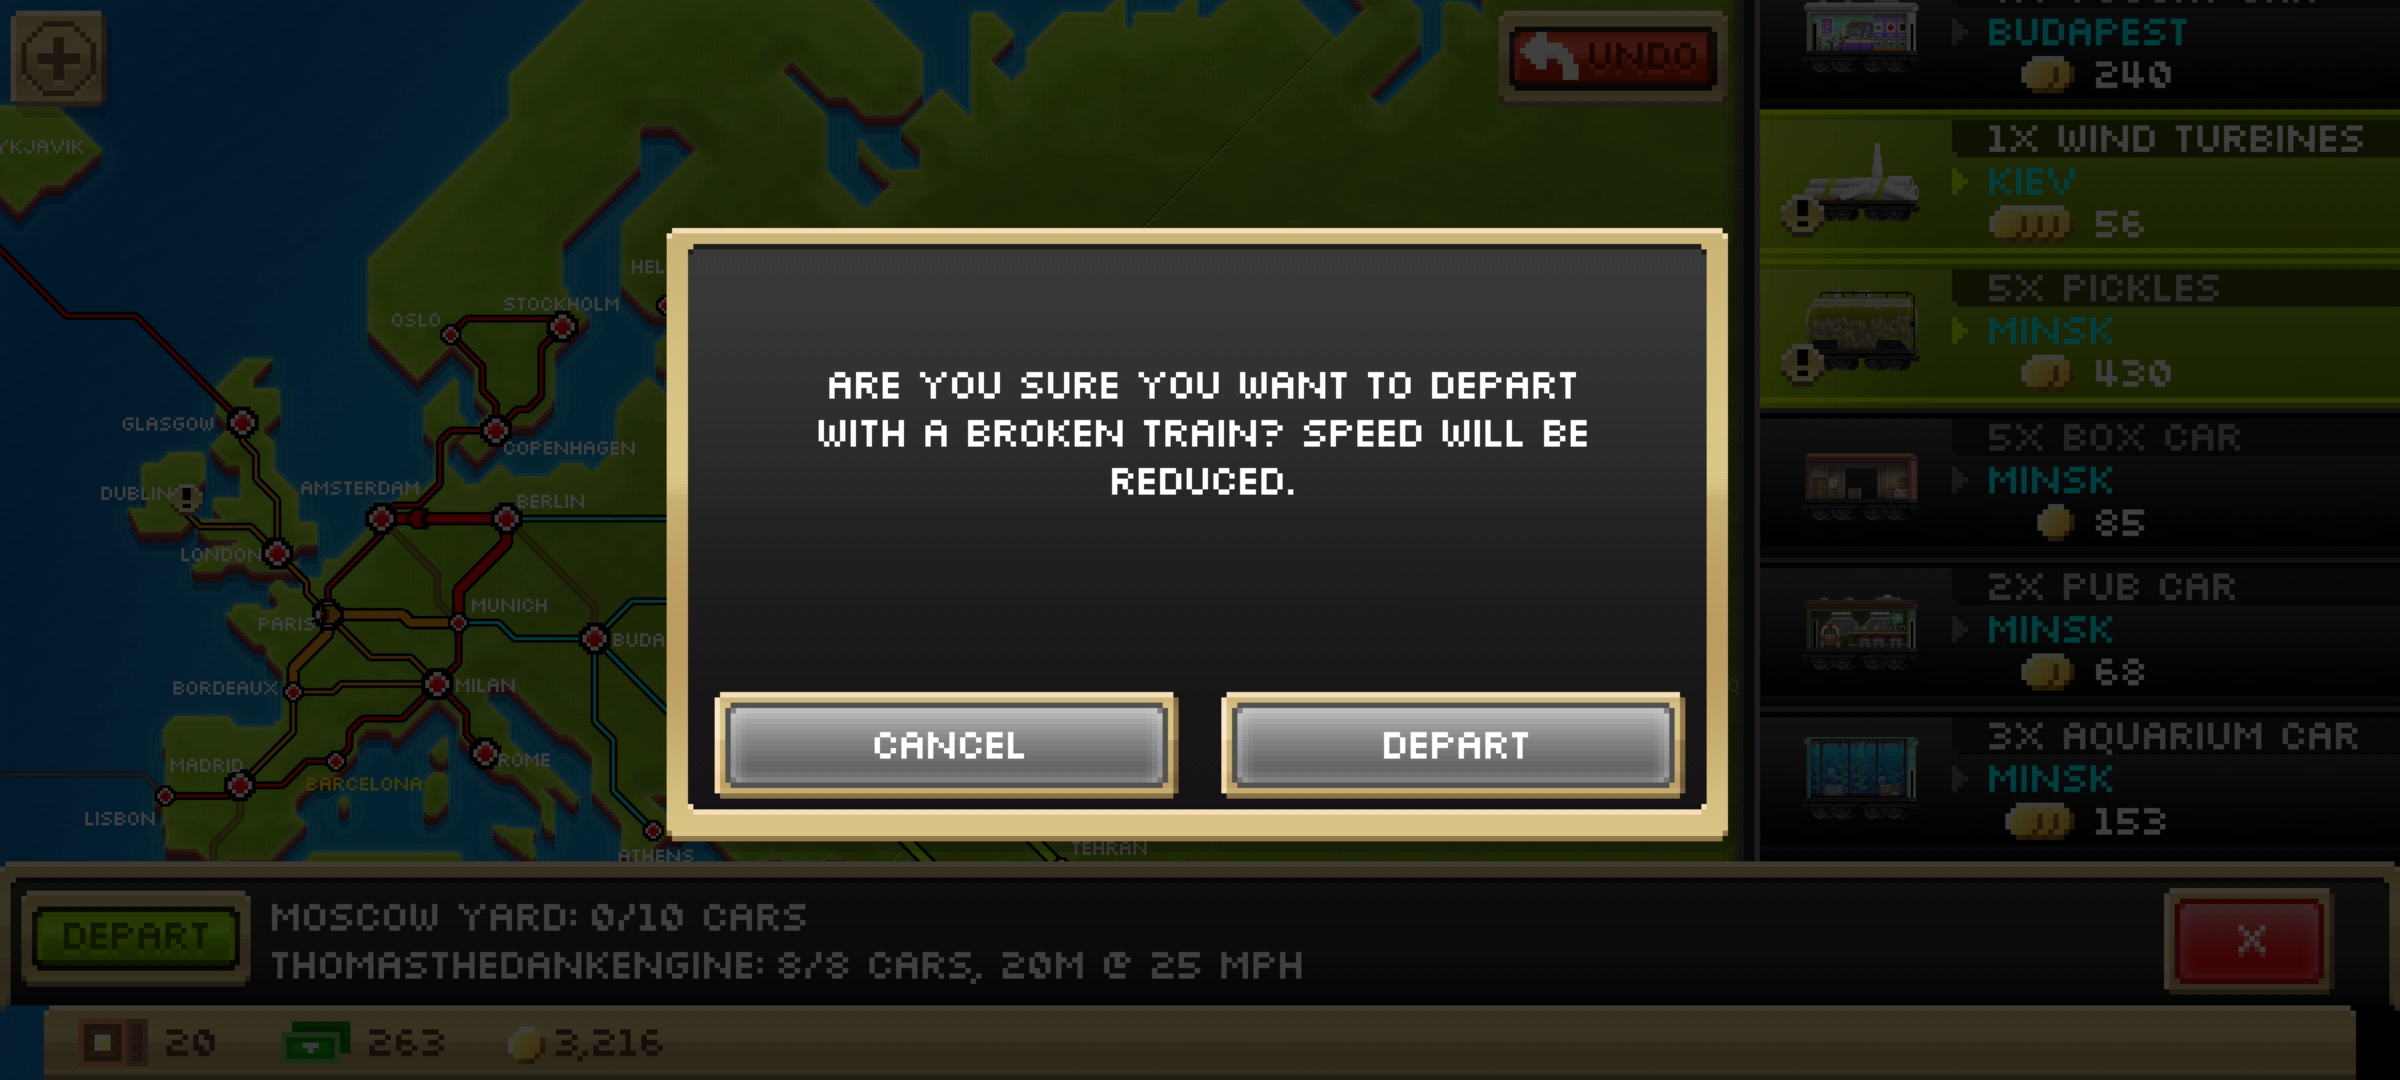 YKJAVIK
HEL
STOCKHOLM
OSLO
GLASGOW
COPENHAGEN
DUBLIN
AMSTERDAM
BERLIN
LONDON
MUNICH
PARIS
BUDA
BORDEAUX
MILAN
MADRID
ROME
BARCELONA
LISBON
ATHENS
TEHRAN
UNDO
ARE YOU SURE YOU WANT TO DEPART
WITH A BROKEN TRAIN? SPEED WILL BE
REDUCED.
CANCEL
DEPART
BUDAPEST
240
1X WIND TURBINES
KIEV
56
5X PICKLES
MINSK
430
5X BOX CAR
MINSK
85
2X PUB CAR
MINSK
68
3X AQUARIUM CAR
MINSK
153
DEPART
MOSCOW YARD: 0/10 CARS
THOMASTHEDANKENGINE: 8/8 CARS, 20M @ 25 MPH
X
20
263
3,216